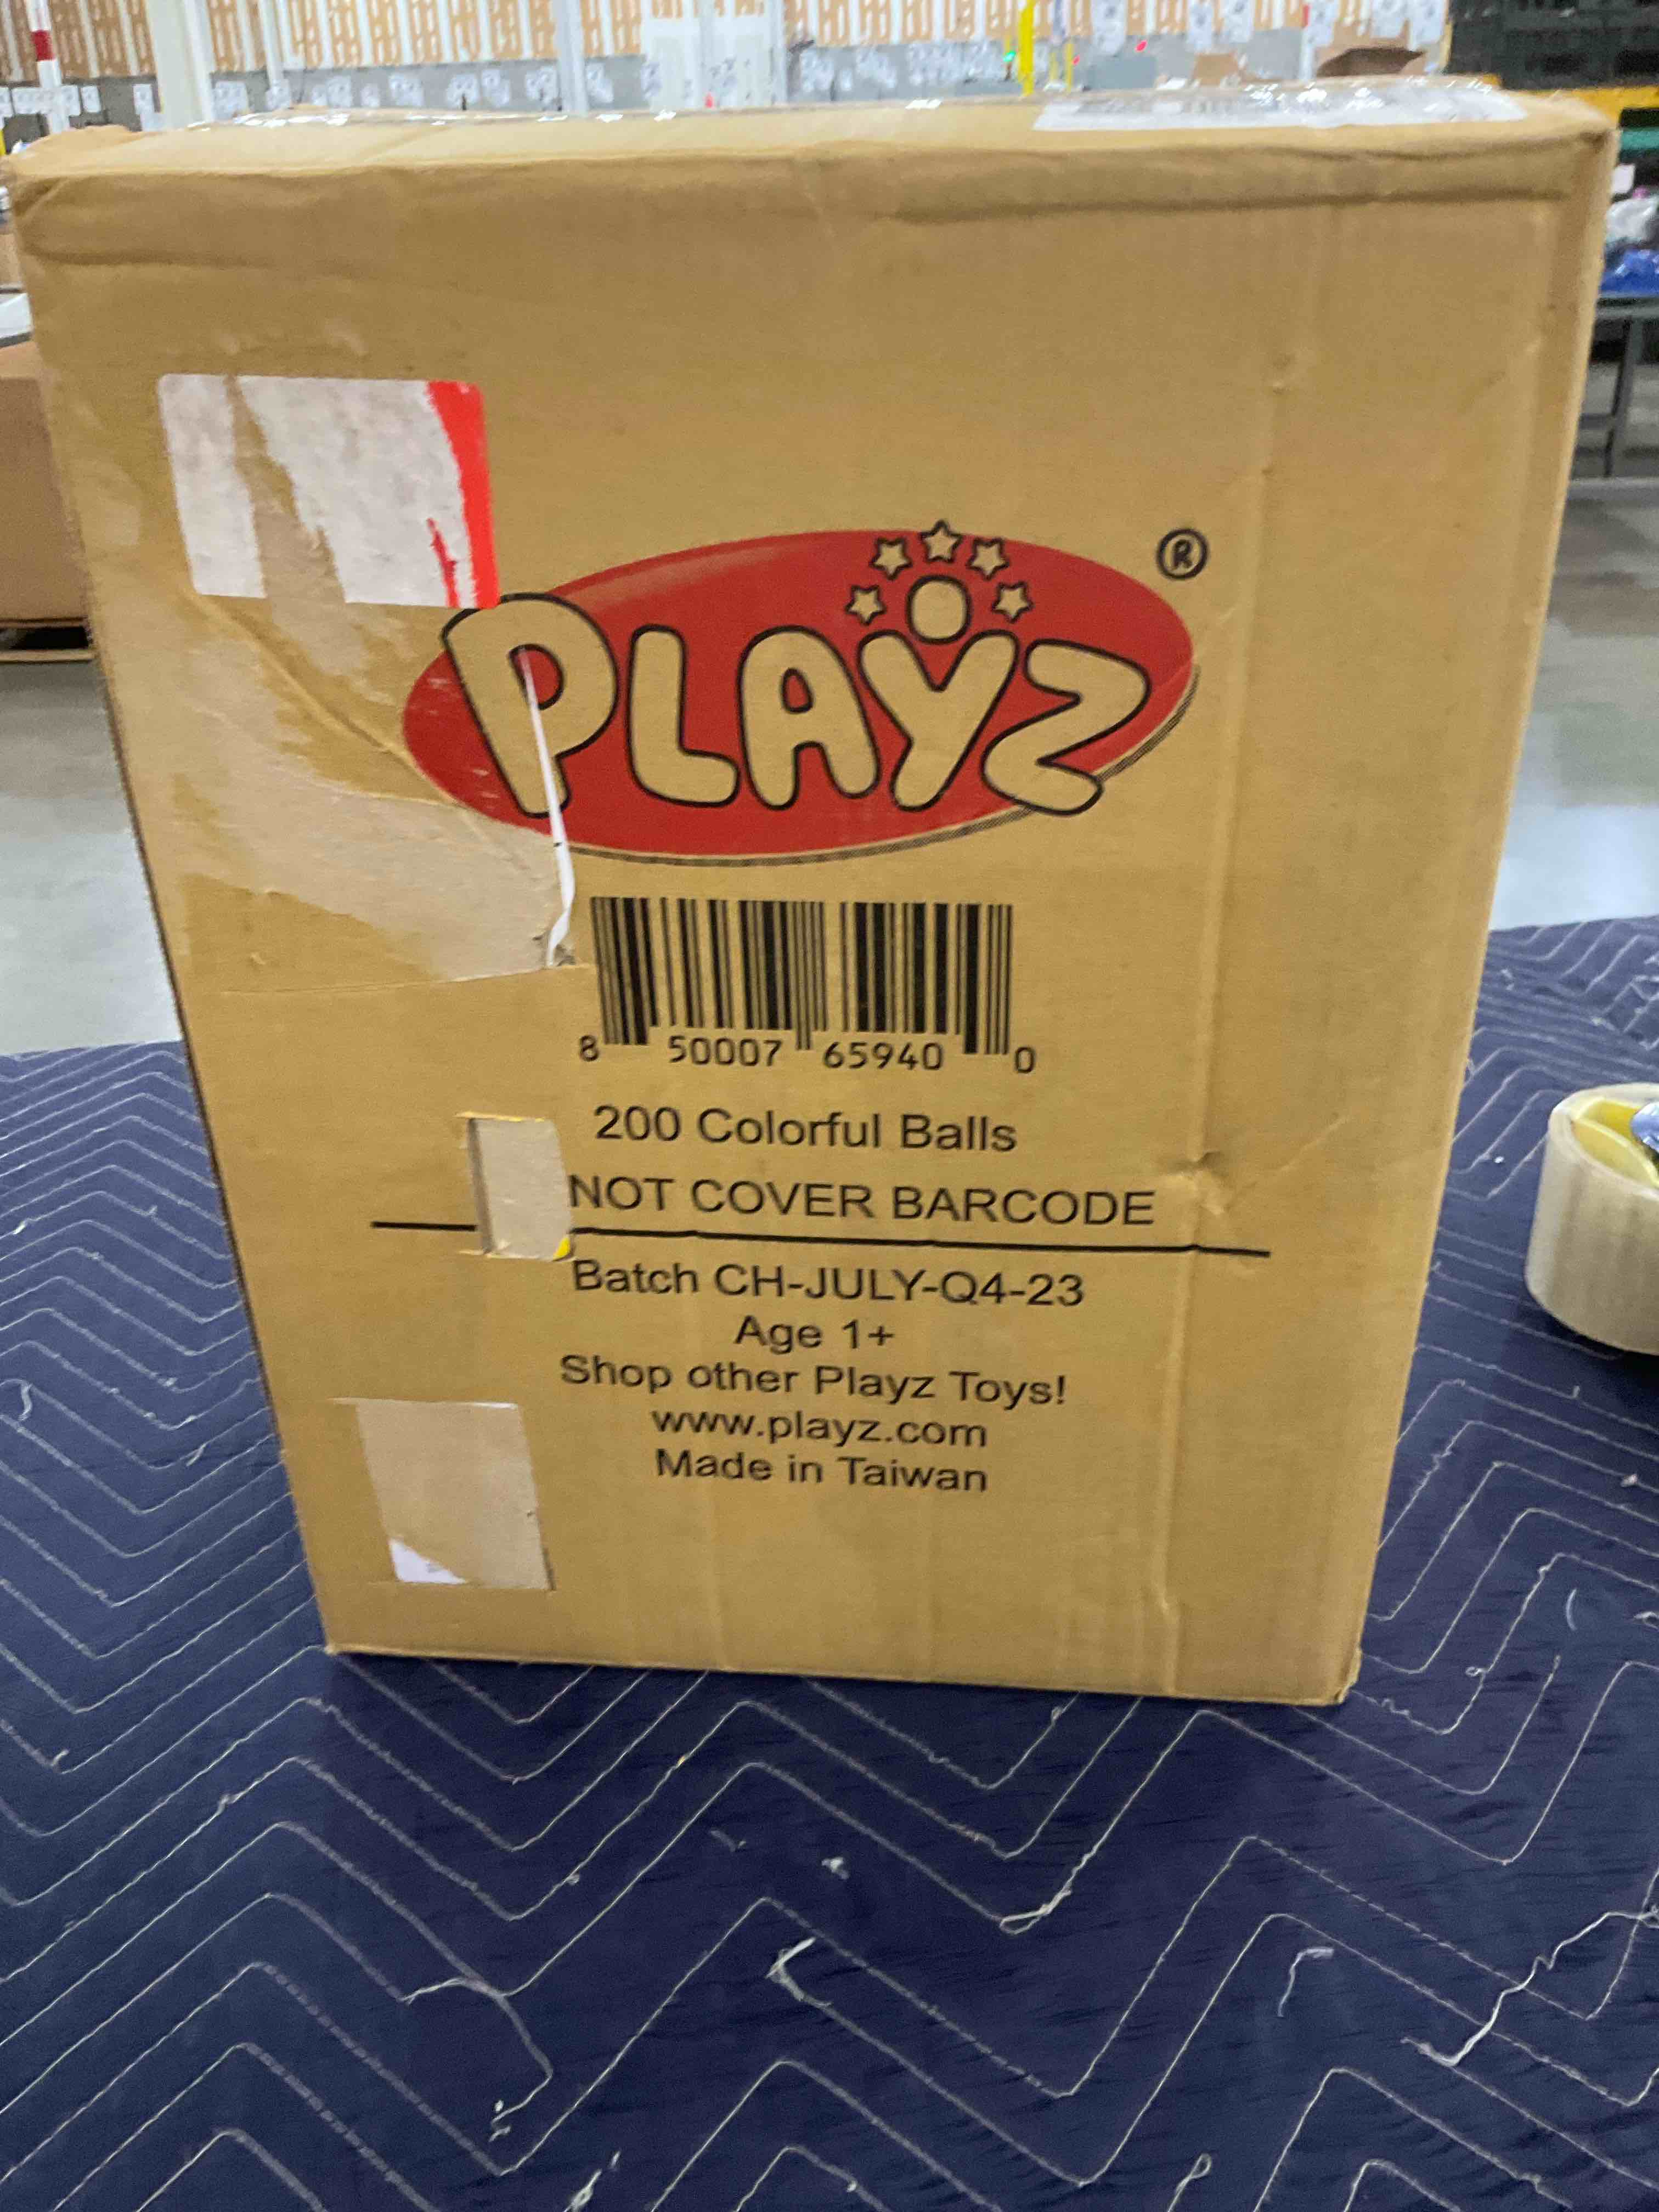 PLAYZ ®
8 50007 65940 0
200 Colorful Balls
NOT COVER BARCODE
Batch CH-JULY-Q4-23
Age 1+
Shop other Playz Toys!
www.playz.com
Made in Taiwan